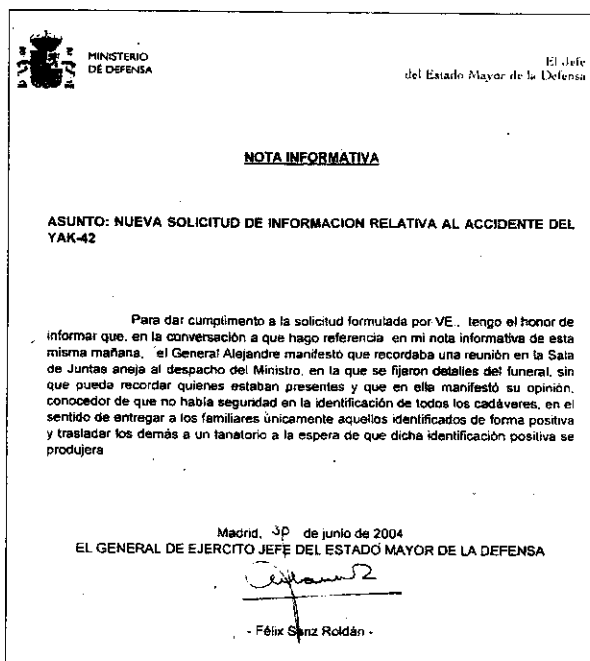 MINISTERIO
DE DEFENSA
El Jefe
del Estado Mayor de la Defensa
NOTA INFORMATIVA
ASUNTO: NUEVA SOLICITUD DE INFORMACION RELATIVA AL ACCIDENTE DEL
YAK-42
Para dar cumplimento a la solicitud formulada por VE., tengo el honor de
informar que, en la conversación a que hago referencia en mi nota informativa de esta
misma mañana, el General Alejandre manifestó que recordaba una reunión en la Sala
de Juntas aneja al despacho del Ministro, en la que se fijaron detalles del funeral, sin
que pueda recordar quienes estaban presentes y que en ella manifestó su opinión,
conocedor de que no había seguridad en la identificación de todos los cadáveres, en el
sentido de entregar a los familiares únicamente aquellos identificados de forma positiva
y trasladar los demás a un tanatorio a la espera de que dicha identificación positiva se
produjera
Madrid, 30 de junio de 2004
EL GENERAL DE EJERCITO JEFE DEL ESTADO MAYOR DE LA DEFENSA
- Félix Sanz Roldán -